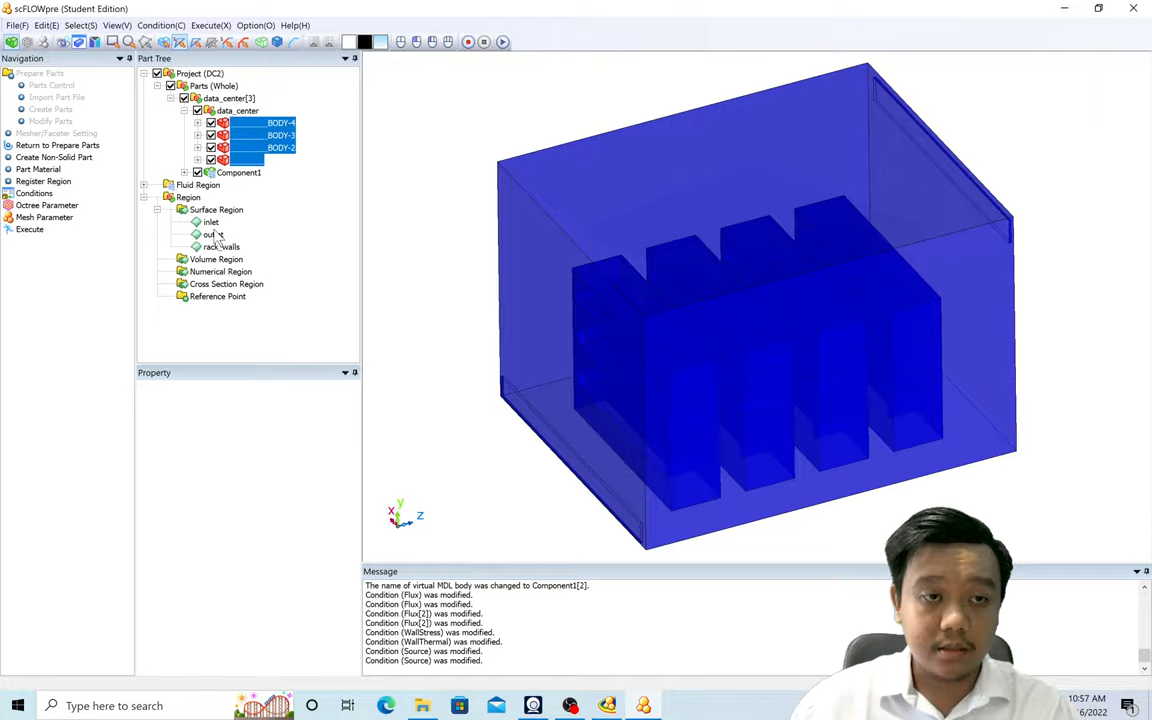 scFLOWpre (Student Edition)
File(F) Edit(E) Select(S) View(V) Condition(C) Execute(X) Option(O) Help(H)
Navigation
Prepare Parts
Parts Control
Import Part File
Create Parts
Modify Parts
Mesher/Faceter Setting
Return to Prepare Parts
Create Non-Solid Part
Part Material
Register Region
Conditions
Octree Parameter
Mesh Parameter
Execute
Part Tree
Project (DC2)
Parts (Whole)
data_center[3]
data_center
BODY-4
BODY-3
BODY-2
Component1
Fluid Region
Region
Surface Region
inlet
Volume Region
Numerical Region
Cross Section Region
Reference Point
Property
y
x
z
Message
The name of virtual MDL body was changed to Component1[2].
Condition (Flux) was modified.
Condition (Flux) was modified.
Condition (Flux[2]) was modified.
Condition (Flux[2]) was modified.
Condition (WallStress) was modified.
Condition (WallThermal) was modified.
Condition (Source) was modified.
Condition (Source) was modified.
Type here to search
10:57 AM
6/2022